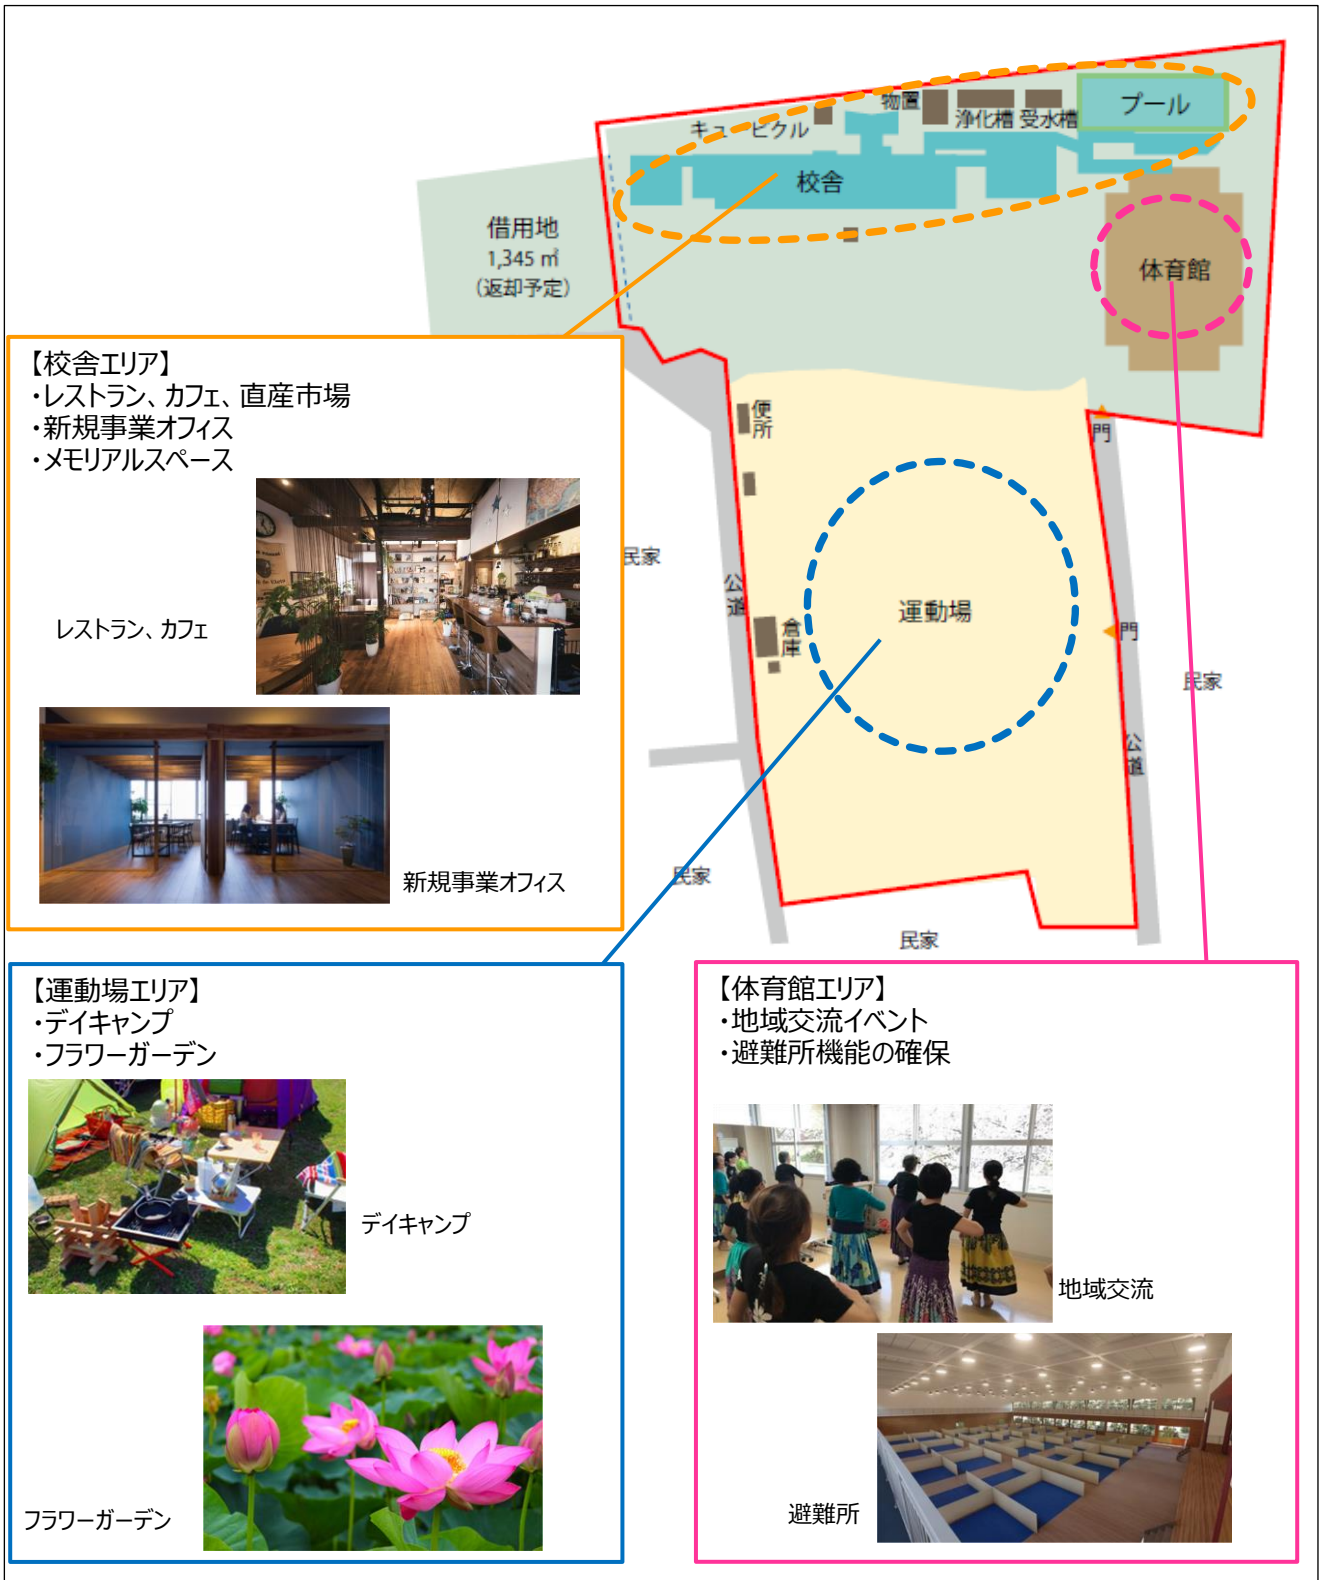 プール
物置
浄化槽 受水槽
キュービクル
校舎
借用地
1,345 ㎡
（返却予定）
体育館
【校舎エリア】
・レストラン、カフェ、直産市場
・新規事業オフィス
・メモリアルスペース
レストラン、カフェ
新規事業オフィス
便所
門
民家
公道
倉庫
運動場
門
民家
公道
民家
民家
【運動場エリア】
・デイキャンプ
・フラワーガーデン
デイキャンプ
フラワーガーデン
【体育館エリア】
・地域交流イベント
・避難所機能の確保
地域交流
避難所